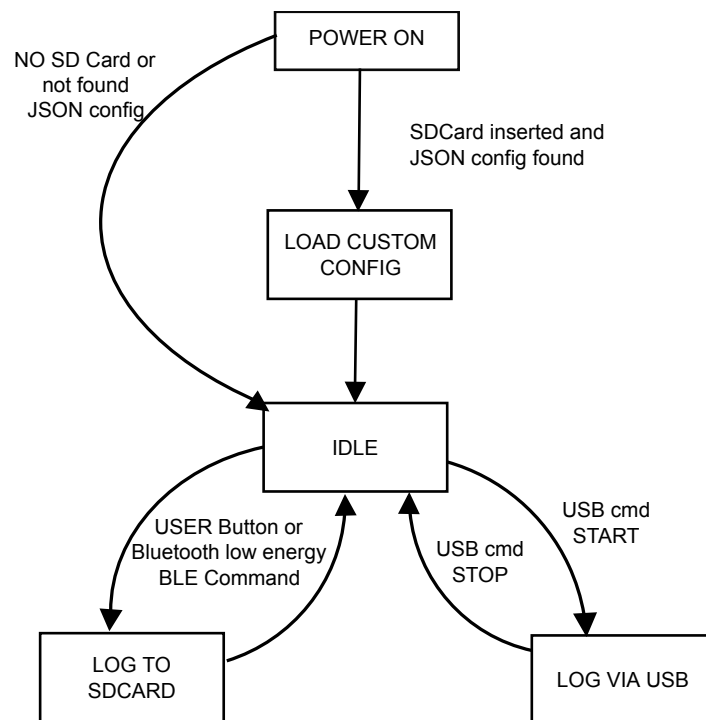 POWER ON
NO SD Card or
not found
JSON config
SDCard inserted and
JSON config found
LOAD CUSTOM
CONFIG
IDLE
USER Button or
Bluetooth low energy
BLE Command
USB cmd
STOP
USB cmd
START
LOG TO
SDCARD
LOG VIA USB